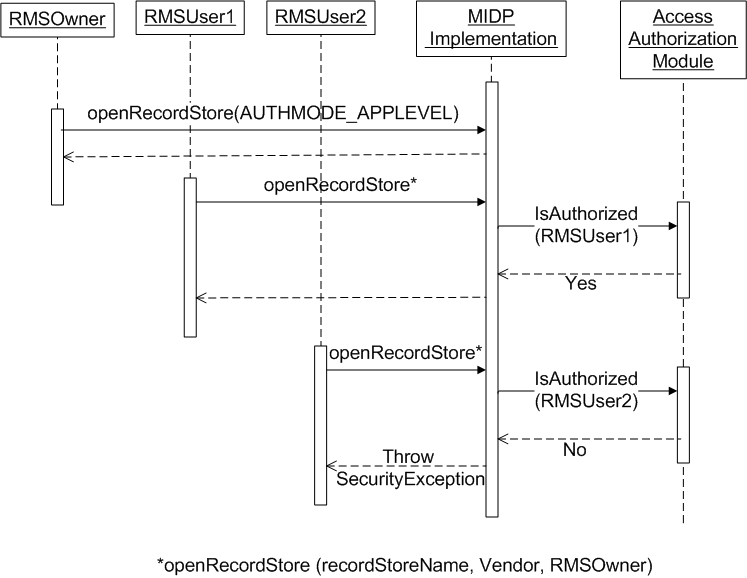 RMSOwner
RMSUser1
RMSUser2
MIDP
Implementation
Access
Authorization
Module
openRecordStore(AUTHMODE_APPLEVEL)
openRecordStore*
IsAuthorized
(RMSUser1)
Yes
openRecordStore*
IsAuthorized
(RMSUser2)
No
Throw
SecurityException
*openRecordStore (recordStoreName, Vendor, RMSOwner)